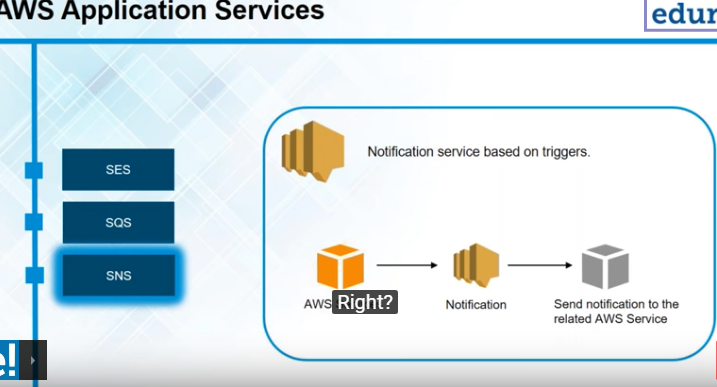 AWS Application Services
edur
SES
SQS
SNS
Notification service based on triggers.
AWS
Right?
Notification
Send notification to the
related AWS Service
e!